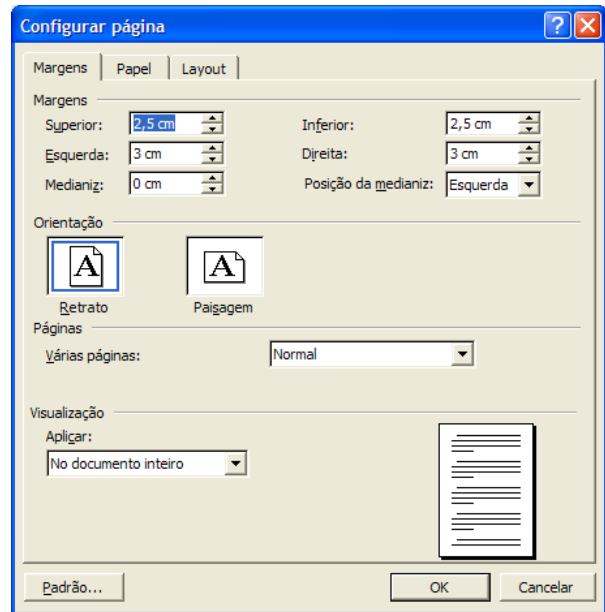 Configurar página
Margens Papel Layout
Margens
Superior: 2,5 cm Inferior: 2,5 cm
Esquerda: 3 cm Direita: 3 cm
Medianiz: 0 cm Posição da medianiz: Esquerda
Orientação
A A
Retrato Paisagem
Páginas
Várias páginas: Normal
Visualização
Aplicar:
No documento inteiro
Padrão... OK Cancelar